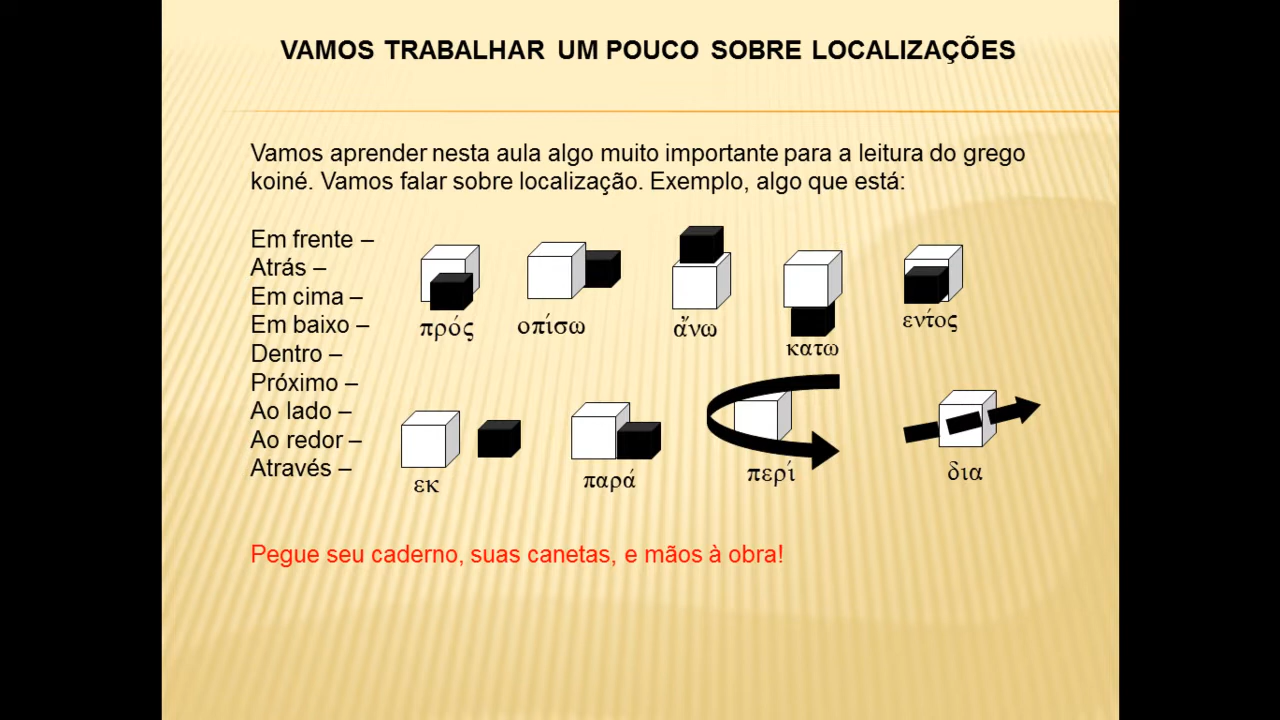 VAMOS TRABALHAR UM POUCO SOBRE LOCALIZAÇÕES
Vamos aprender nesta aula algo muito importante para a leitura do grego
koiné. Vamos falar sobre localização. Exemplo, algo que está:
Em frente –
Atrás –
Em cima –
Em baixo –
Dentro –
Próximo –
Ao lado –
Ao redor –
Através –
πρός
οπίσω
ἄνω
κατω
εντος
εκ
παρά
περί
δια
Pegue seu caderno, suas canetas, e mãos à obra!